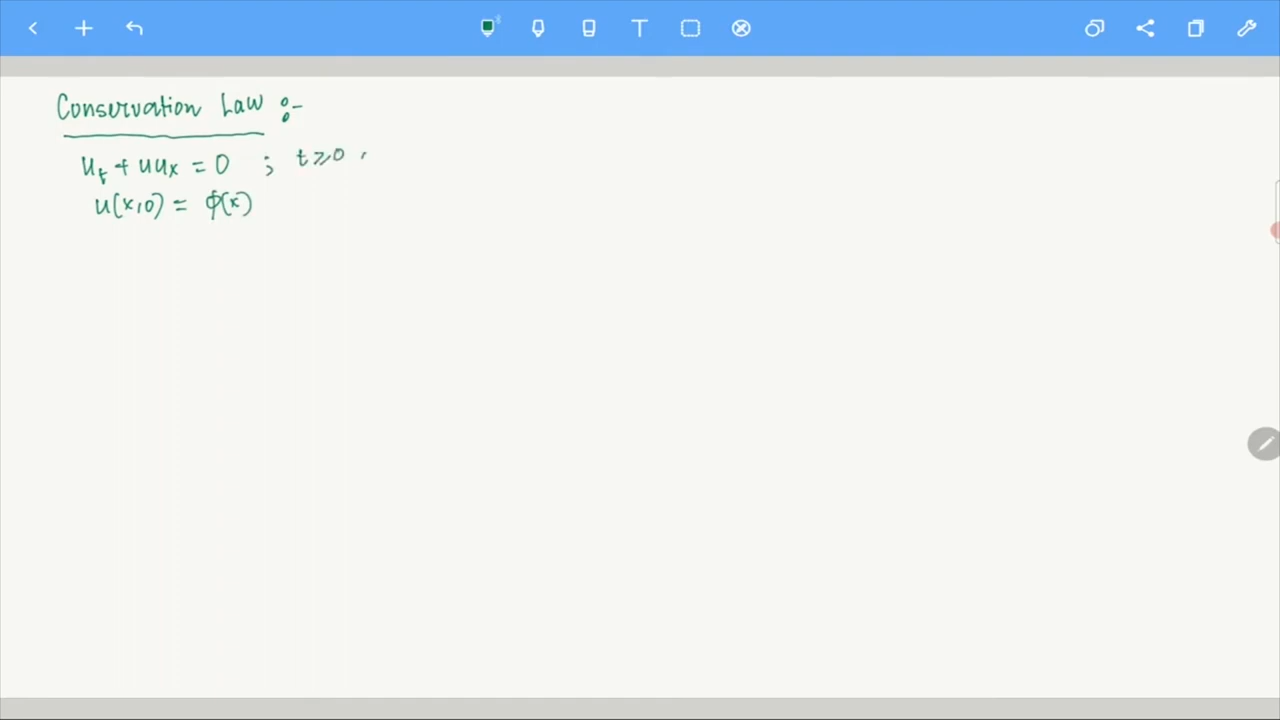 Conservation Law :-
u_t + uu_x = 0 ; t ≥ 0 ,
u(x,0) = φ(x)